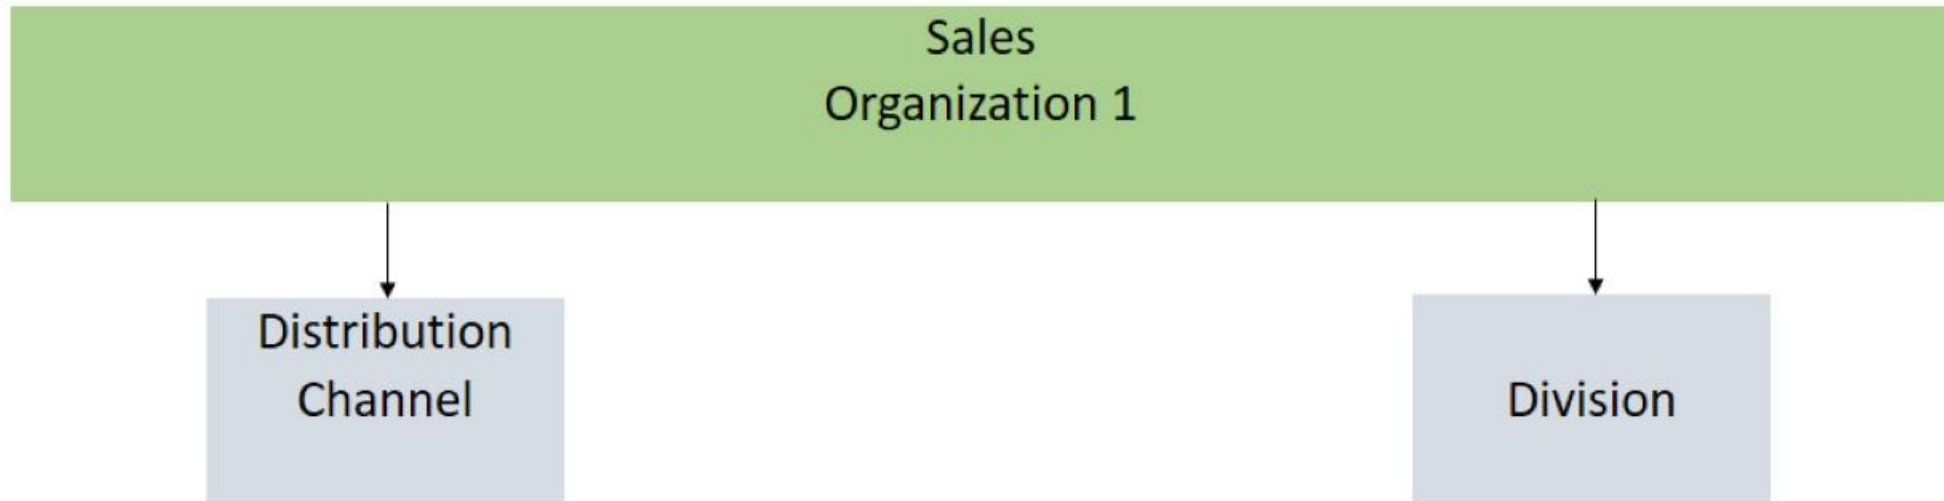 Sales
Organization 1
Distribution
Channel
Division